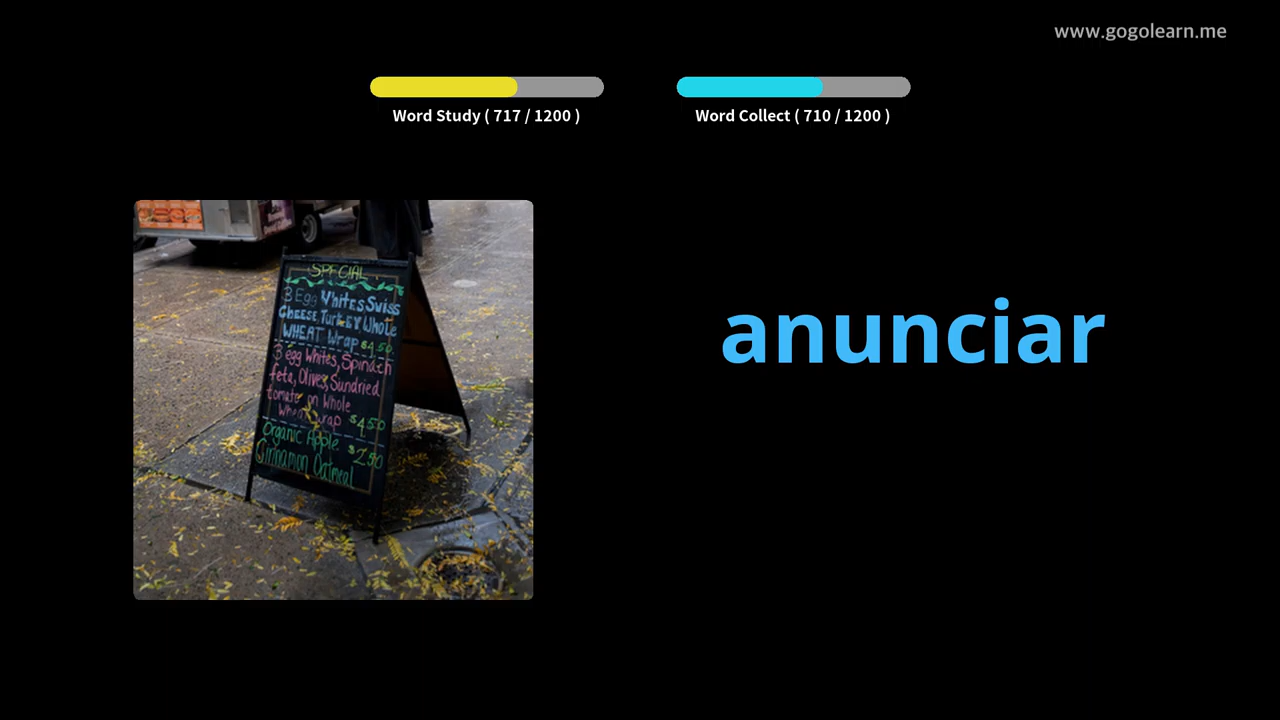 www.gogolearn.me
Word Study ( 717 / 1200 )
Word Collect ( 710 / 1200 )
SPECIAL
3 Egg Whites, Swiss
Cheese, Turkey Whole
WHEAT Wrap $4.50
3 egg Whites, Spinach
feta, Olives, Sundried
tomato on Whole
Wheat Wrap $4.50
Organic Apple
Cinnamon Oatmeal $2.50
anunciar